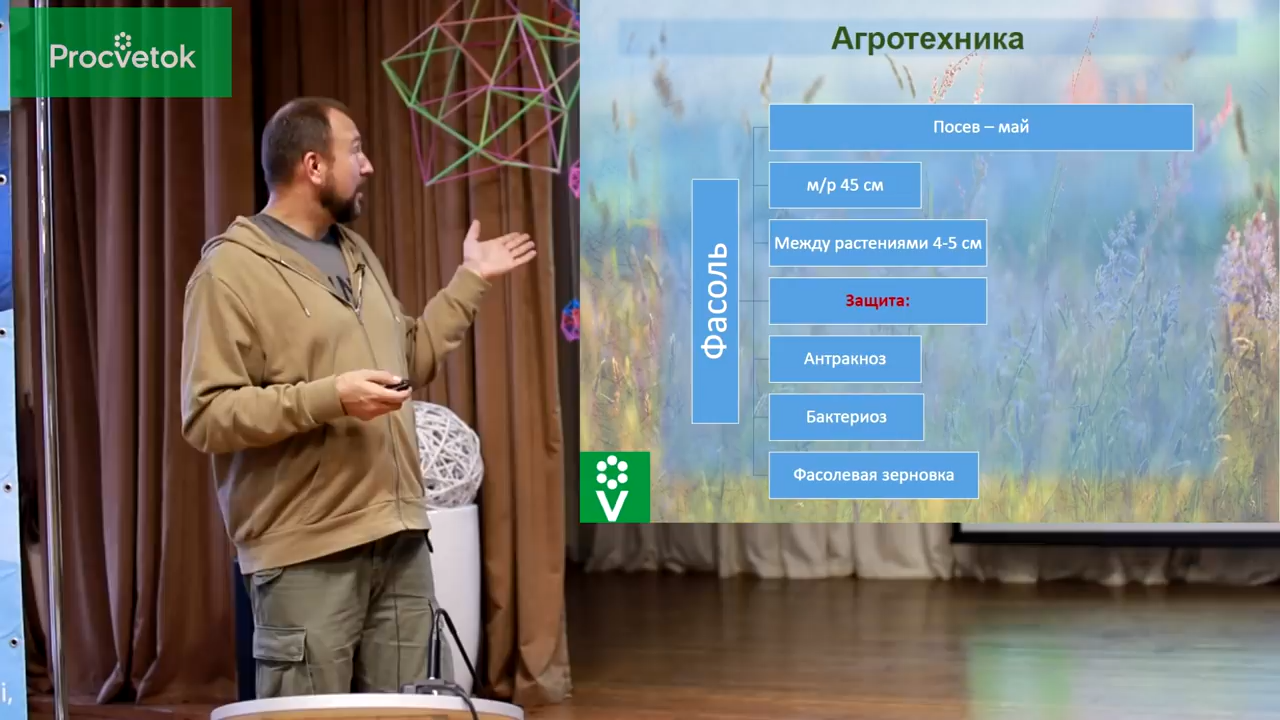 Procvetok
Агротехника
Посев – май
м/р 45 см
Между растениями 4-5 см
Фасоль
Защита:
Антракноз
Бактериоз
Фасолевая зерновка